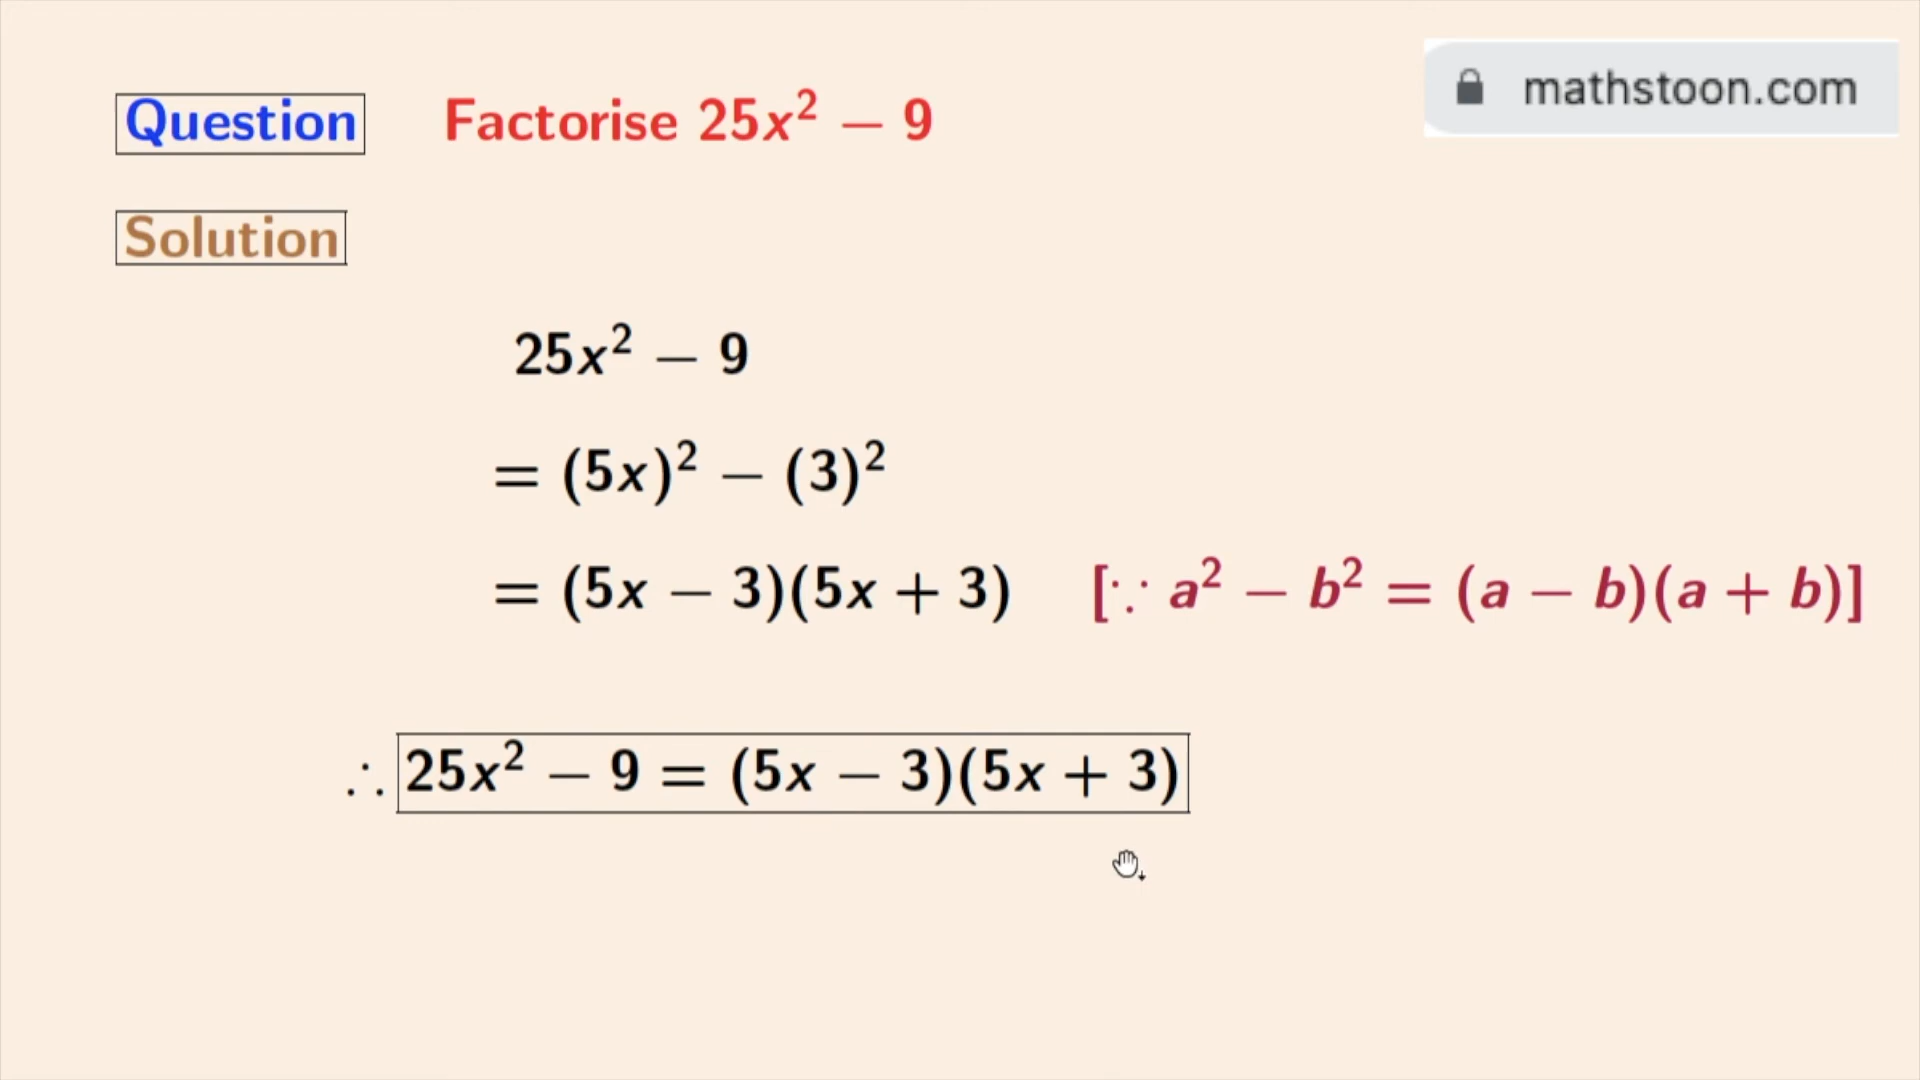 mathstoon.com
Question Factorise 25x² − 9
Solution
25x² − 9
= (5x)² − (3)²
= (5x − 3)(5x + 3) [∵ a² − b² = (a − b)(a + b)]
∴ 25x² − 9 = (5x − 3)(5x + 3)